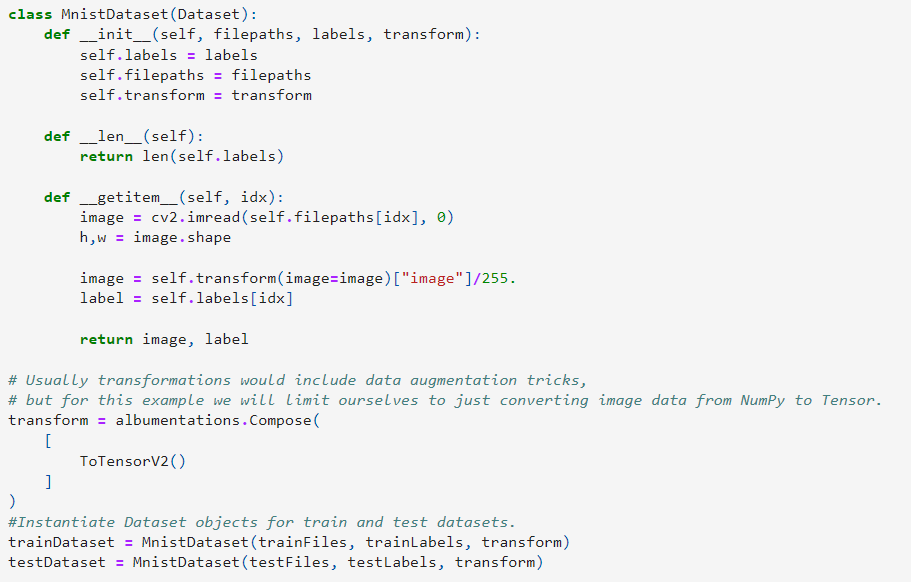 class MnistDataset(Dataset):
    def __init__(self, filepaths, labels, transform):
        self.labels = labels
        self.filepaths = filepaths
        self.transform = transform

    def __len__(self):
        return len(self.labels)

    def __getitem__(self, idx):
        image = cv2.imread(self.filepaths[idx], 0)
        h,w = image.shape

        image = self.transform(image=image)["image"]/255.
        label = self.labels[idx]

        return image, label

# Usually transformations would include data augmentation tricks,
# but for this example we will limit ourselves to just converting image data from NumPy to Tensor.
transform = albumentations.Compose(
    [
        ToTensorV2()
    ]
)
#Instantiate Dataset objects for train and test datasets.
trainDataset = MnistDataset(trainFiles, trainLabels, transform)
testDataset = MnistDataset(testFiles, testLabels, transform)